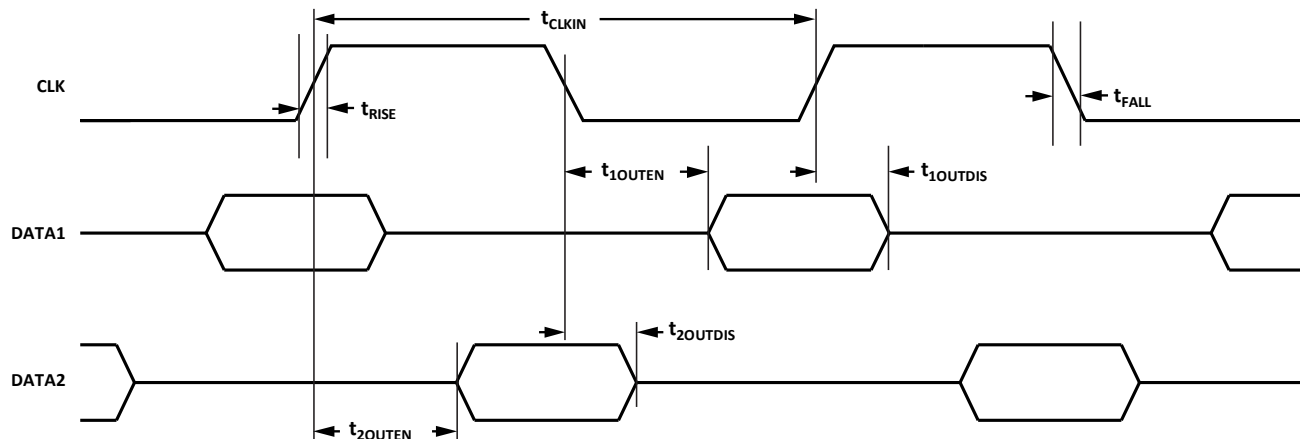 tCLKIN
CLK
tRISE
tFALL
t1OUTEN
t1OUTDIS
DATA1
t2OUTDIS
DATA2
t2OUTEN